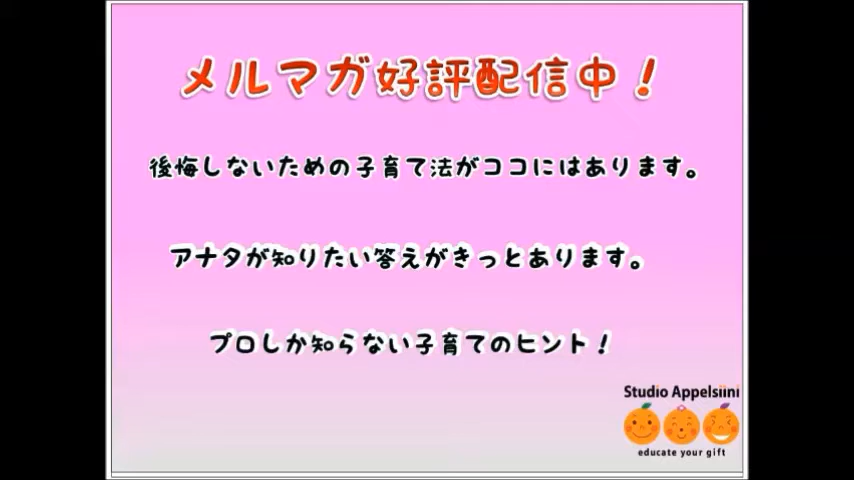 メルマガ好評配信中！
後悔しないための子育て法がココにはあります。
アナタが知りたい答えがきっとあります。
プロしか知らない子育てのヒント！
Studio Appelsiini
educate your gift